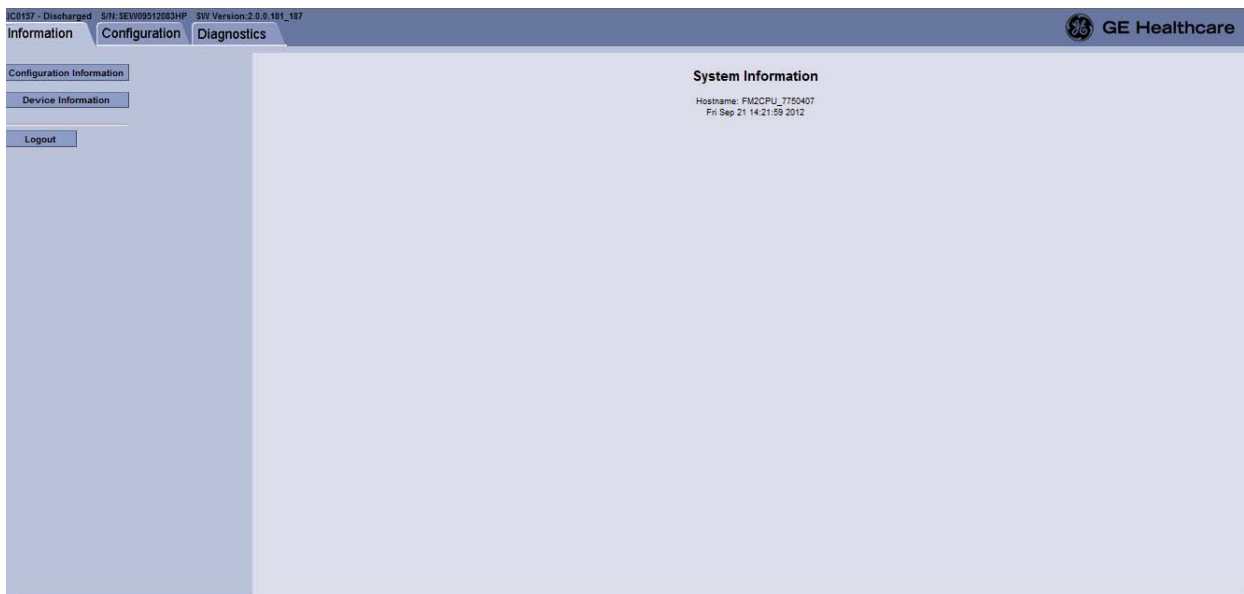 |C0157 - Discharged S/N:SEW09512083HP SW Version:2.0.0.181_187
Information Configuration Diagnostics
GE Healthcare
Configuration Information
Device Information
Logout
System Information
Hostname: FM2CPU_7750407
Fri Sep 21 14:21:59 2012